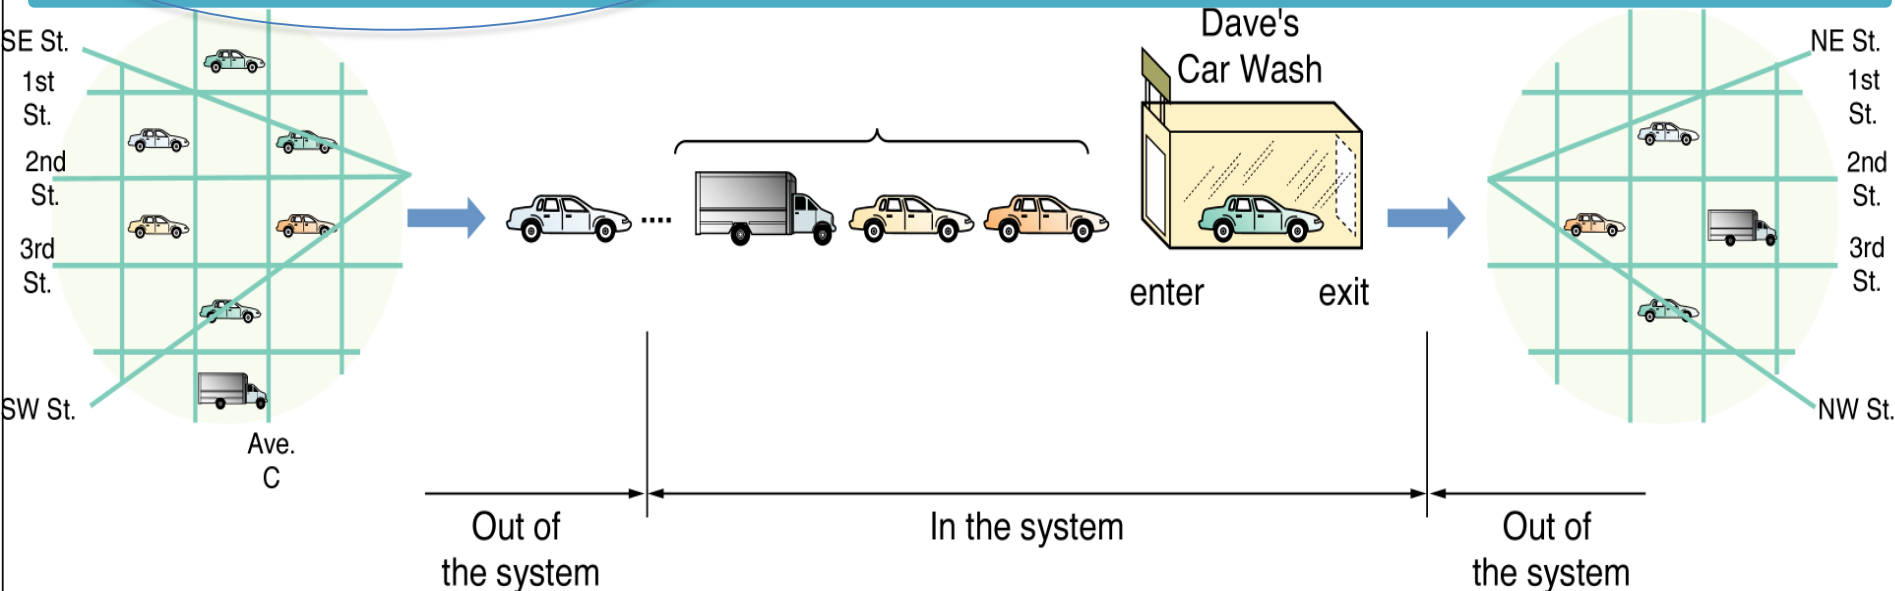 SE St.
1st
St.
2nd
St.
3rd
St.
SW St.
Ave.
C
Dave's
Car Wash
enter
exit
NE St.
1st
St.
2nd
St.
3rd
St.
NW St.
Out of
the system
In the system
Out of
the system